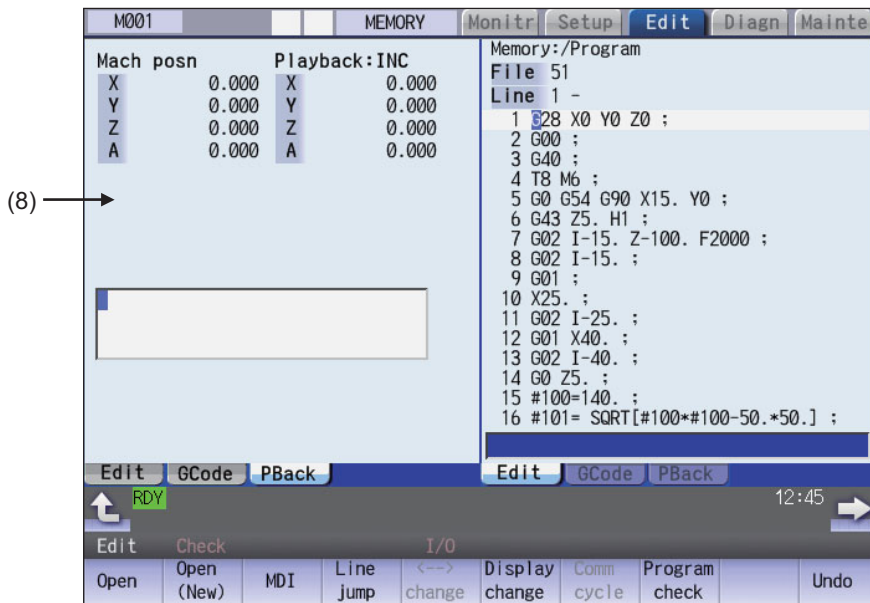 M001 MEMORY Monitr Setup Edit Diagn Mainte
Mach posn Playback:INC
X 0.000 X 0.000
Y 0.000 Y 0.000
Z 0.000 Z 0.000
A 0.000 A 0.000
(8)
Memory:/Program
File 51
Line 1 -
1 G28 X0 Y0 Z0 ;
2 G00 ;
3 G40 ;
4 T8 M6 ;
5 G0 G54 G90 X15. Y0 ;
6 G43 Z5. H1 ;
7 G02 I-15. Z-100. F2000 ;
8 G02 I-15. ;
9 G01 ;
10 X25. ;
11 G02 I-25. ;
12 G01 X40. ;
13 G02 I-40. ;
14 G0 Z5. ;
15 #100=140. ;
16 #101= SQRT[#100*#100-50.*50.] ;
Edit GCode PBack Edit GCode PBack
RDY 12:45
Edit Check I/O
Open Open (New) MDI Line jump <--> change Display change Comm cycle Program check Undo